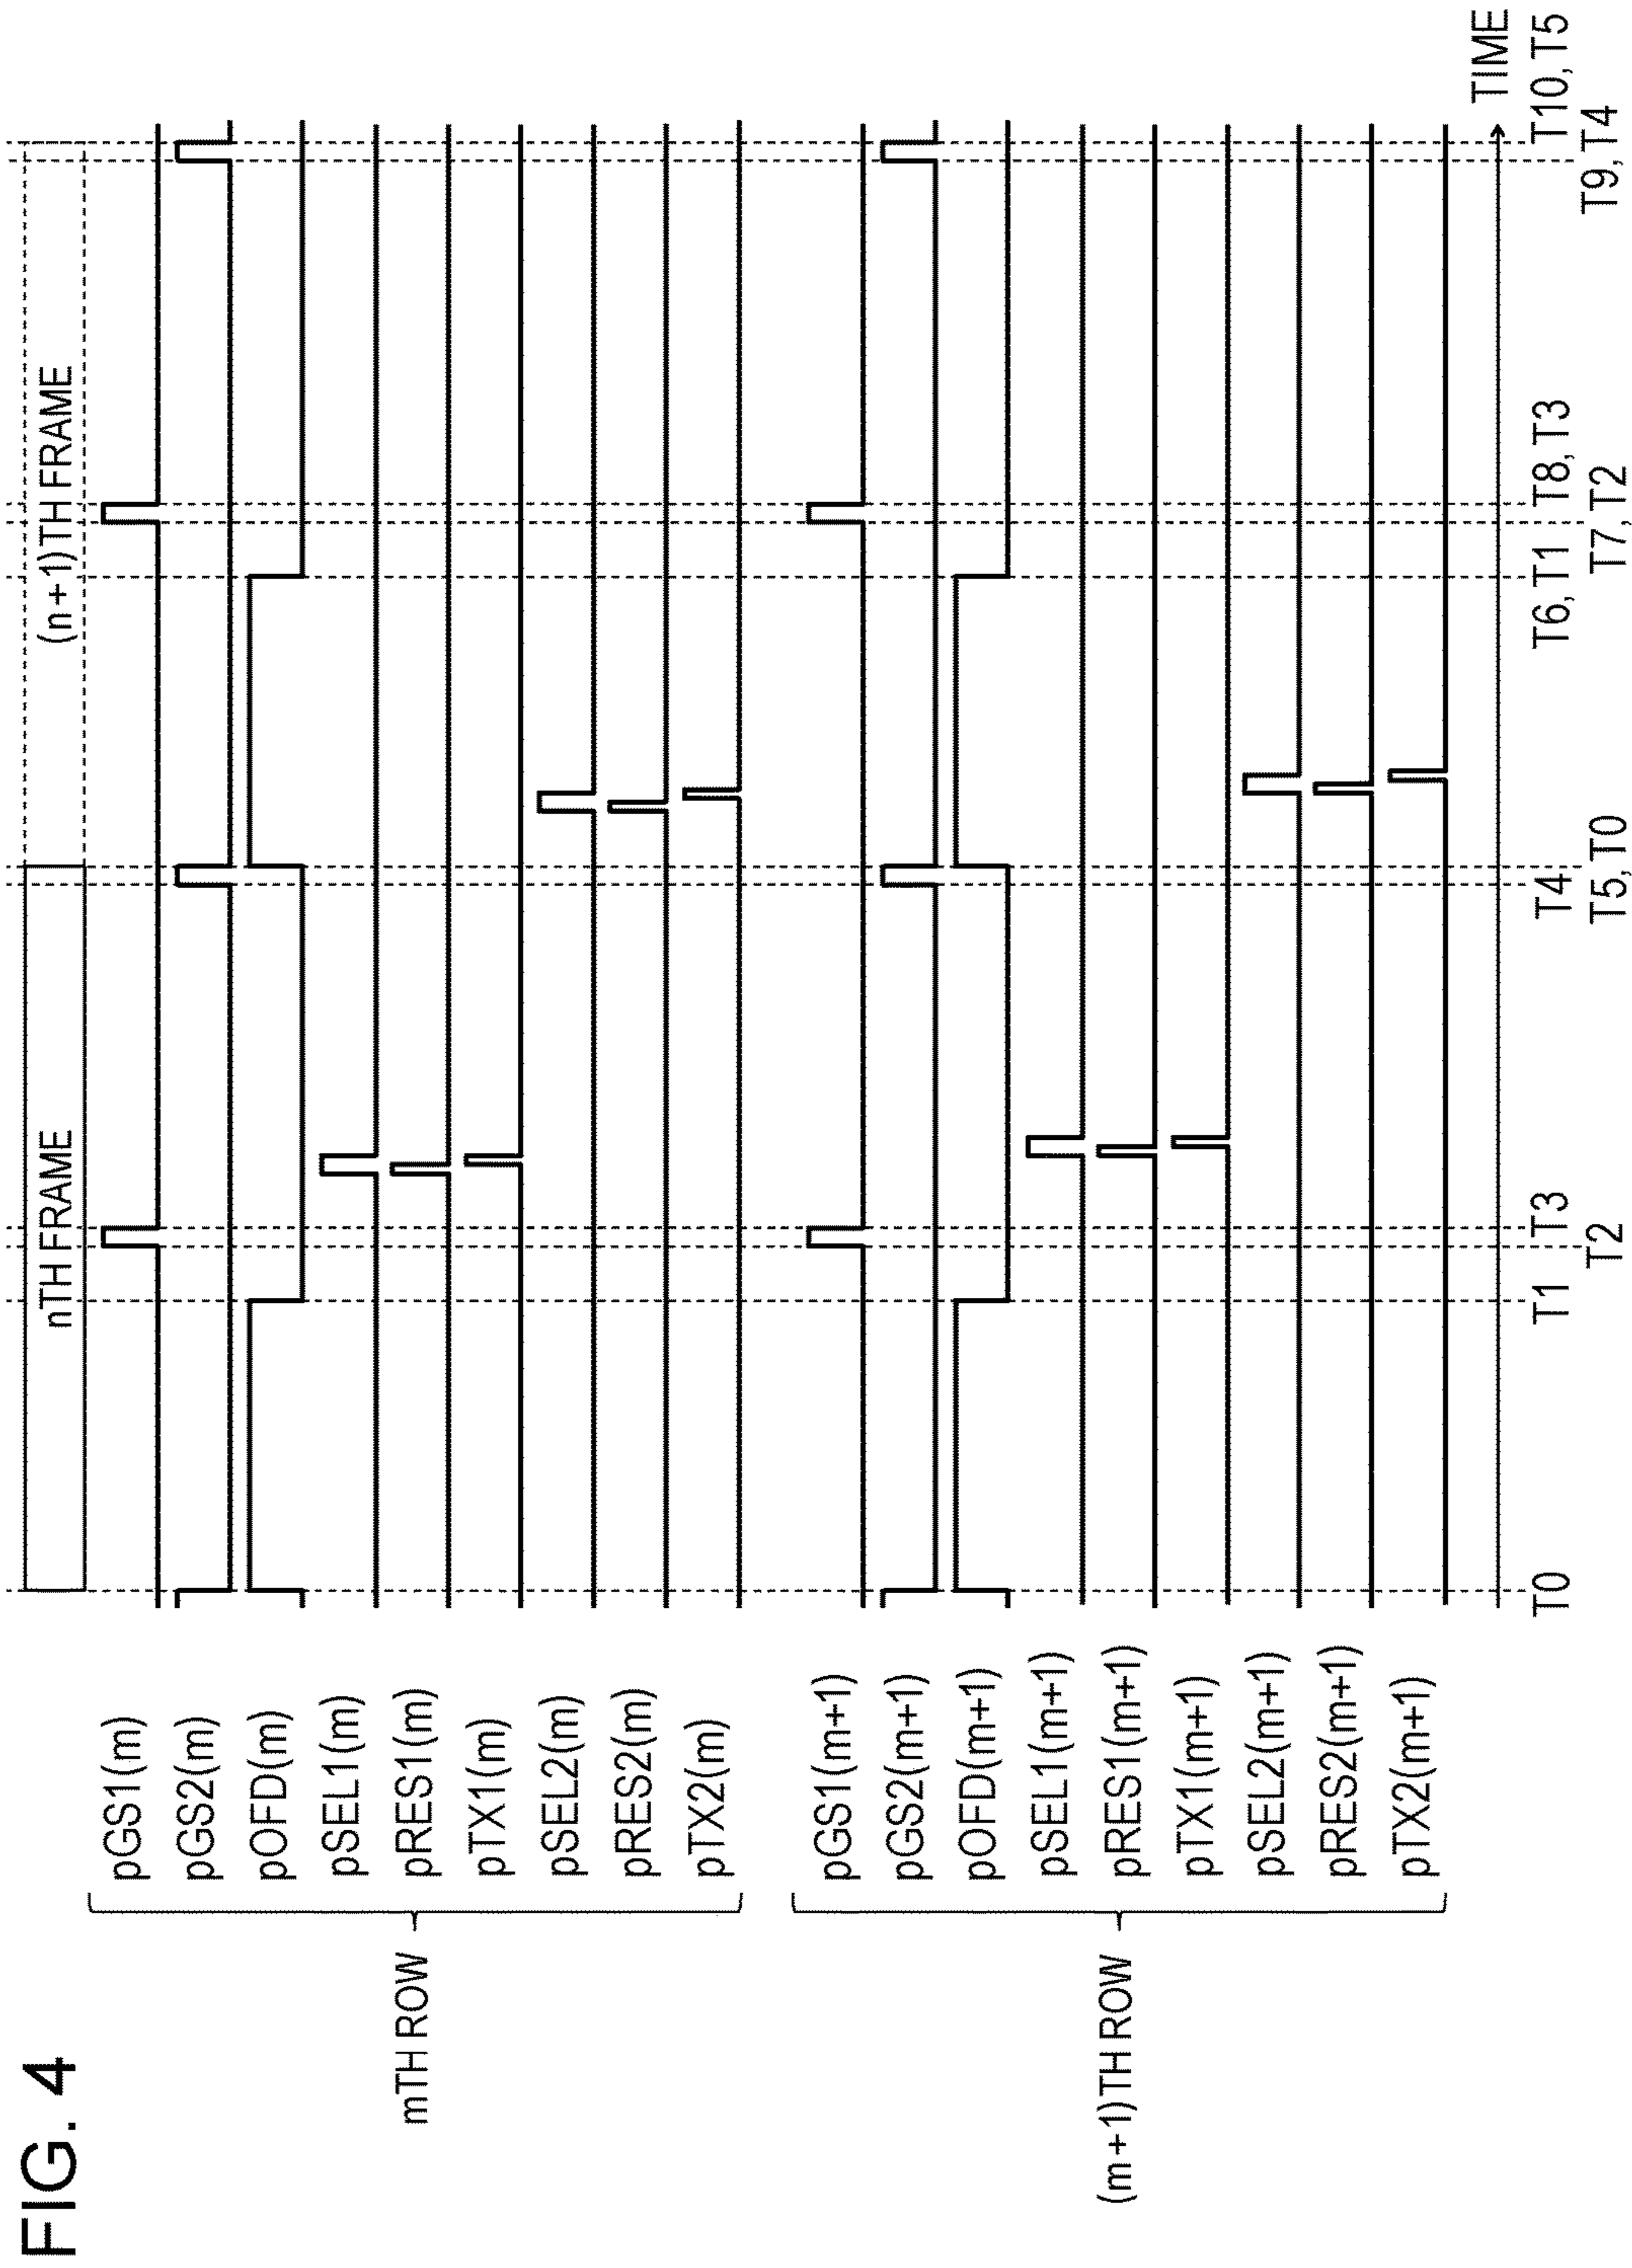 FIG. 4
nTH FRAME
(n+1)TH FRAME
mTH ROW
pGS1(m)
pGS2(m)
pOFD(m)
pSEL1(m)
pRES1(m)
pTX1(m)
pSEL2(m)
pRES2(m)
pTX2(m)
(m+1)TH ROW
pGS1(m+1)
pGS2(m+1)
pOFD(m+1)
pSEL1(m+1)
pRES1(m+1)
pTX1(m+1)
pSEL2(m+1)
pRES2(m+1)
pTX2(m+1)
TIME
T0 T1 T3 T4 T6, T1 T8, T3 T10, T5
T2 T5, T0 T7, T2 T9, T4